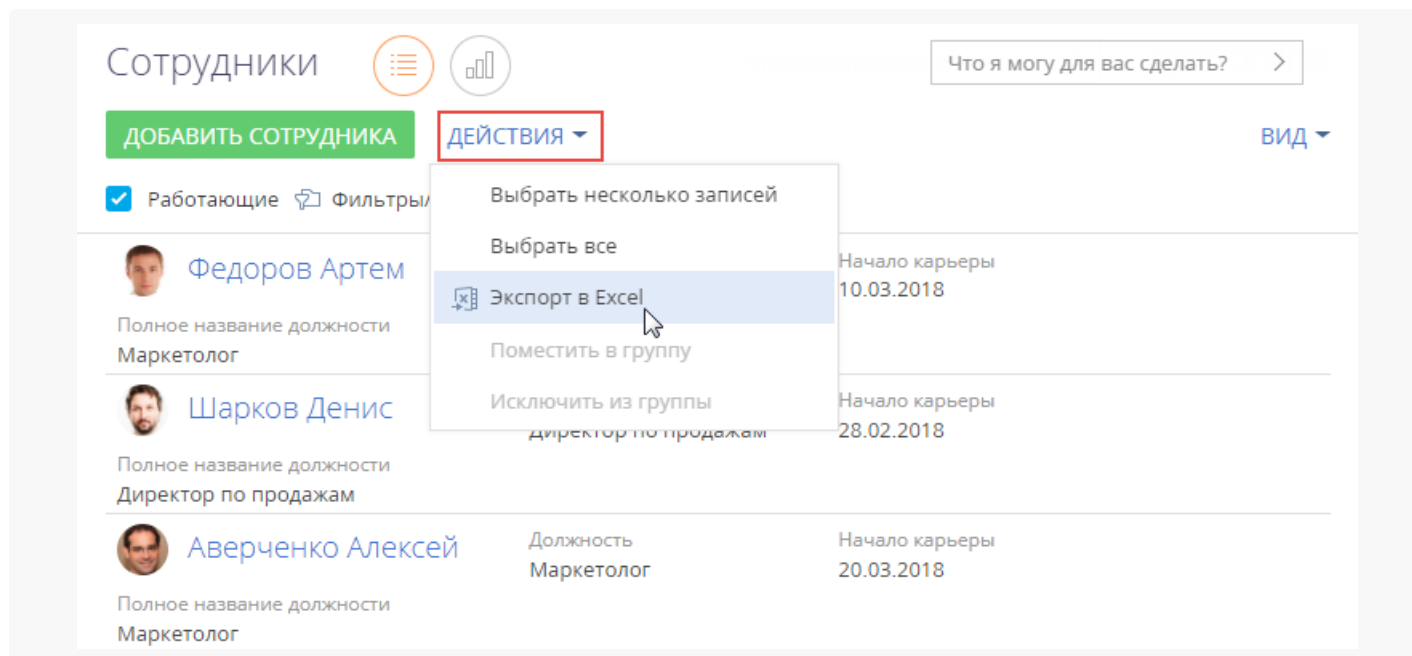 Сотрудники
Что я могу для вас сделать?
ДОБАВИТЬ СОТРУДНИКА
ДЕЙСТВИЯ
ВИД
Работающие Фильтры/
Выбрать несколько записей
Выбрать все
Экспорт в Excel
Поместить в группу
Исключить из группы
Федоров Артем
Начало карьеры
10.03.2018
Полное название должности
Маркетолог
Шарков Денис
Директор по продажам
Начало карьеры
28.02.2018
Полное название должности
Директор по продажам
Аверченко Алексей
Должность
Маркетолог
Начало карьеры
20.03.2018
Полное название должности
Маркетолог